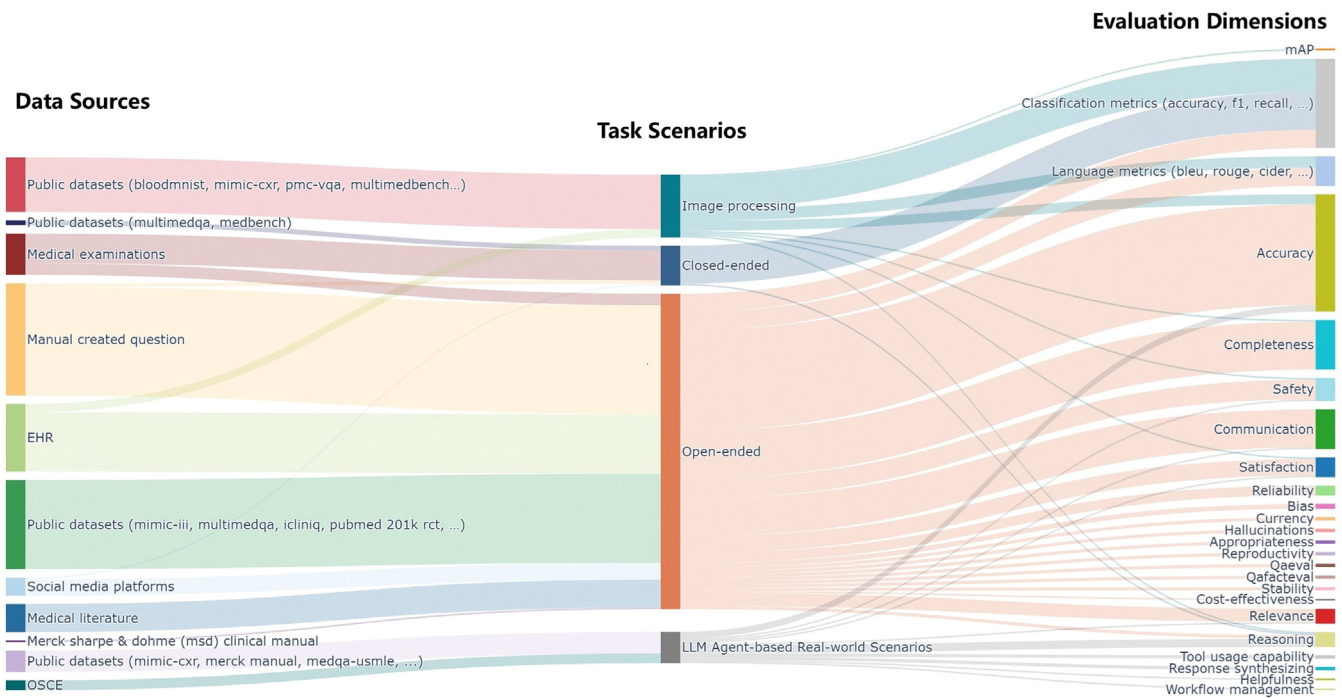 Evaluation Dimensions
mAP
Data Sources
Classification metrics (accuracy, f1, recall, ...)
Task Scenarios
Language metrics (bleu, rouge, cider, ...)
Public datasets (bloodmnist, mimic-cxr, pmc-vqa, multimedbench...)
Image processing
Public datasets (multimedqa, medbench)
Medical examinations
Closed-ended
Accuracy
Manual created question
Completeness
Safety
EHR
Open-ended
Communication
Satisfaction
Reliability
Bias
Public datasets (mimic-iii, multimedqa, icliniq, pubmed 201k rct, ...)
Currency
Hallucinations
Appropriateness
Reproductivity
Qaeval
Qafacteval
Social media platforms
Stability
Cost-effectiveness
Medical literature
Relevance
Merck sharpe & dohme (msd) clinical manual
Reasoning
LLM Agent-based Real-world Scenarios
Public datasets (mimic-cxr, merck manual, medqa-usmle, ...)
Tool usage capability
Response synthesizing
OSCE
Helpfulness
Workflow management